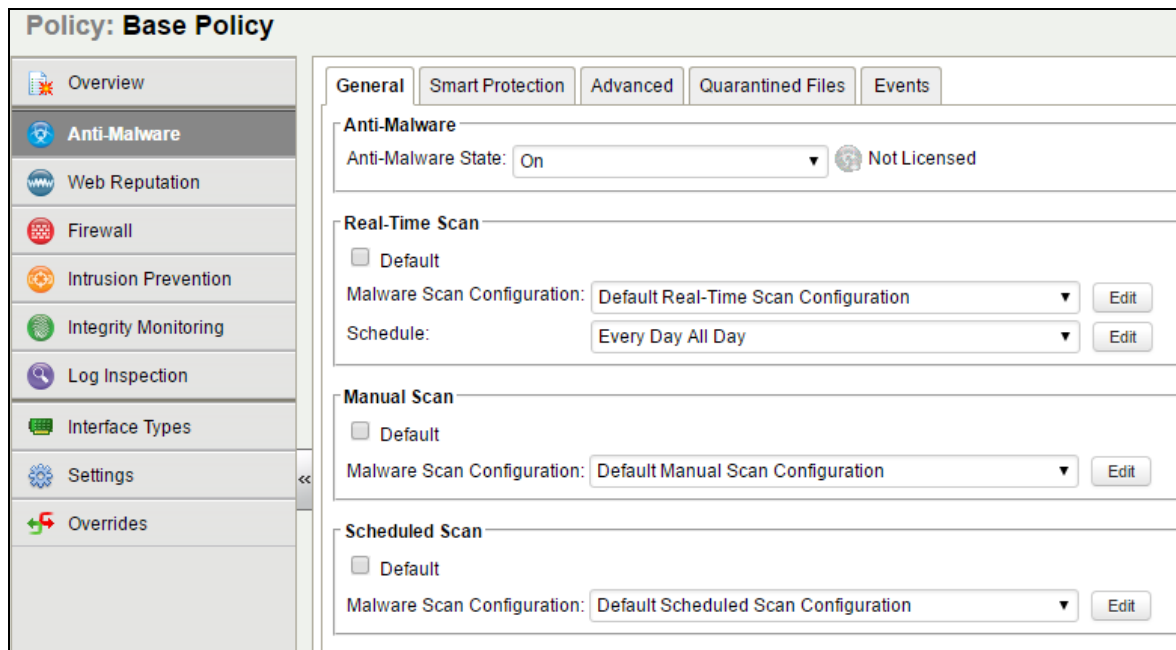 Policy: Base Policy
Overview
Anti-Malware
Web Reputation
Firewall
Intrusion Prevention
Integrity Monitoring
Log Inspection
Interface Types
Settings
Overrides
«
General Smart Protection Advanced Quarantined Files Events
Anti-Malware
Anti-Malware State: On Not Licensed
Real-Time Scan
Default
Malware Scan Configuration: Default Real-Time Scan Configuration Edit
Schedule: Every Day All Day Edit
Manual Scan
Default
Malware Scan Configuration: Default Manual Scan Configuration Edit
Scheduled Scan
Default
Malware Scan Configuration: Default Scheduled Scan Configuration Edit